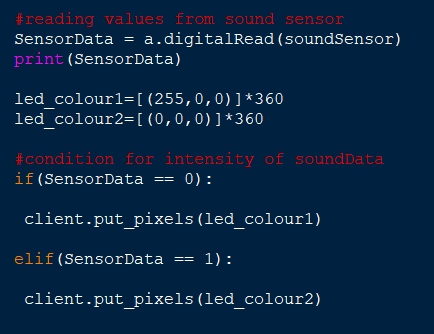 #reading values from sound sensor
SensorData = a.digitalRead(soundSensor)
print(SensorData)
led_colour1=[(255,0,0)]*360
led_colour2=[(0,0,0)]*360
#condition for intensity of soundData
if(SensorData == 0):
client.put_pixels(led_colour1)
elif(SensorData == 1):
client.put_pixels(led_colour2)